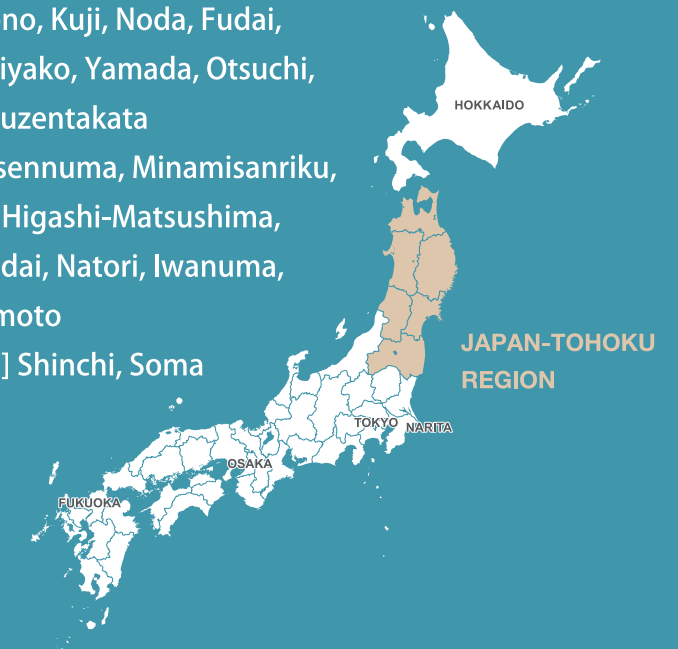 no, Kuji, Noda, Fudai,
iyako, Yamada, Otsuchi,
uzentakata
sennuma, Minamisanriku,
Higashi-Matsushima,
dai, Natori, Iwanuma,
moto
] Shinchi, Soma
HOKKAIDO
JAPAN-TOHOKU
REGION
TOKYO
NARITA
OSAKA
FUKUOKA